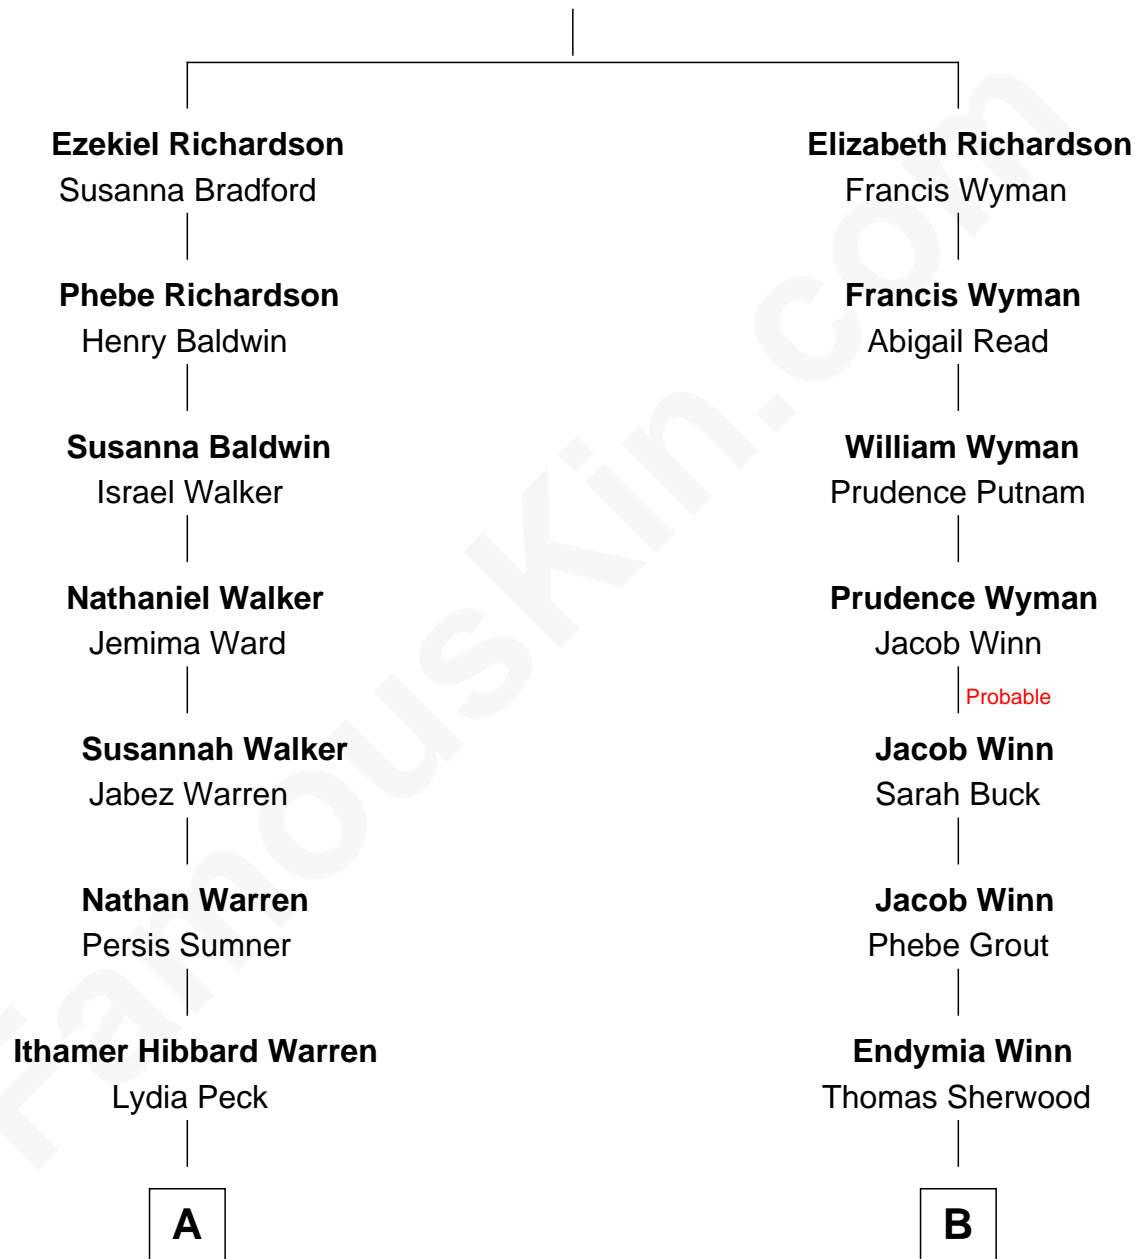 Ezekiel Richardson
Susanna Bradford
Phebe Richardson
Henry Baldwin
Susanna Baldwin
Israel Walker
Nathaniel Walker
Jemima Ward
Susannah Walker
Jabez Warren
Nathan Warren
Persis Sumner
Ithamer Hibbard Warren
Lydia Peck
A
Elizabeth Richardson
Francis Wyman
Francis Wyman
Abigail Read
William Wyman
Prudence Putnam
Prudence Wyman
Jacob Winn
Probable
Jacob Winn
Sarah Buck
Jacob Winn
Phebe Grout
Endymia Winn
Thomas Sherwood
B
FamousKin.com